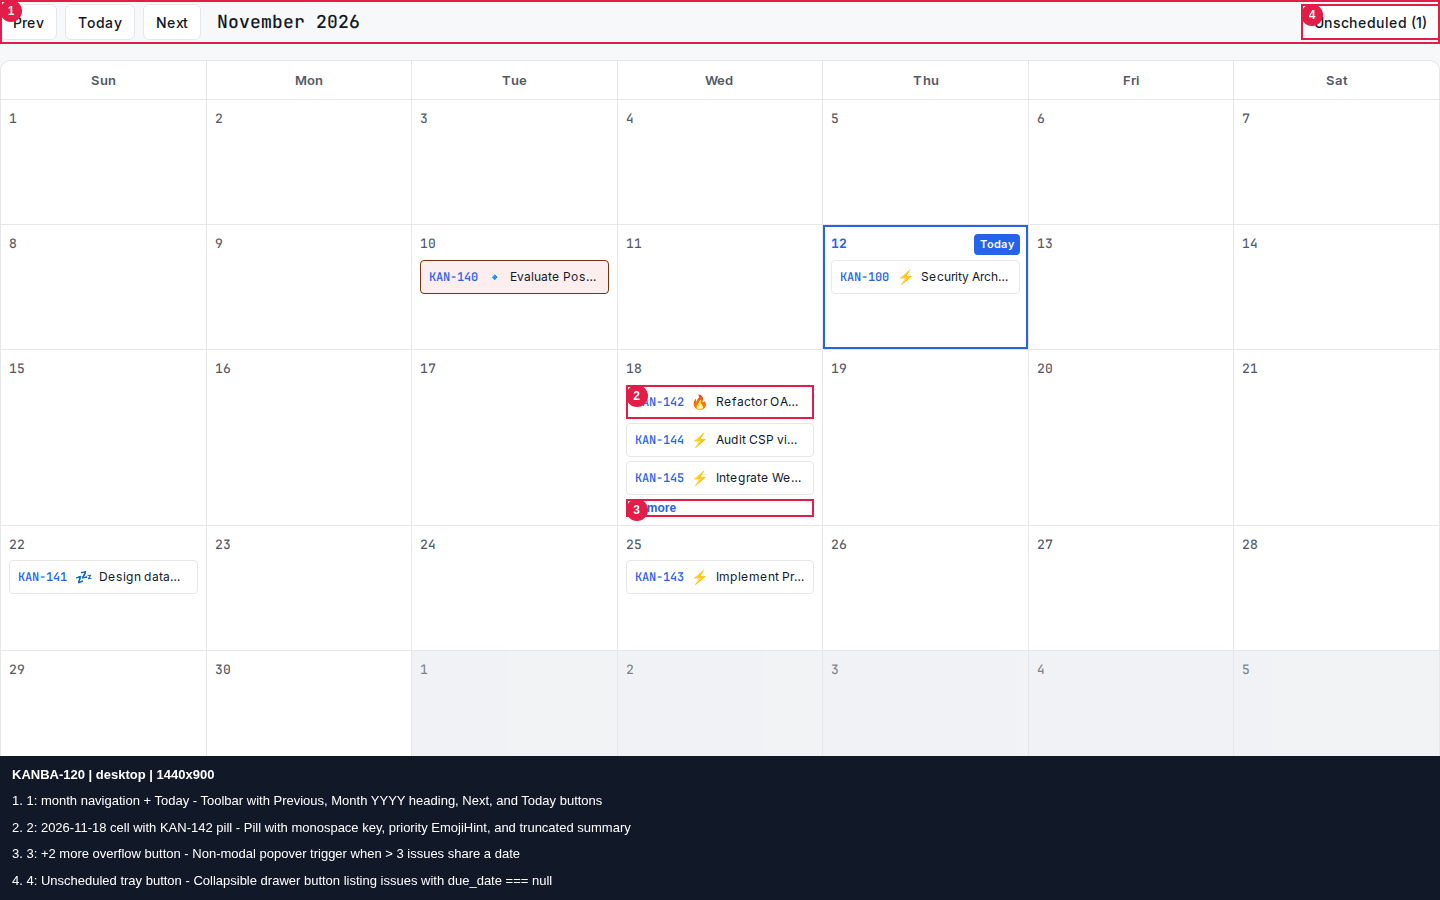 1
Prev Today Next November 2026 4 Unscheduled (1)
Sun Mon Tue Wed Thu Fri Sat
1 2 3 4 5 6 7
8 9 10 11 12 Today 13 14
KAN-140 Evaluate Pos...
KAN-100 Security Arch...
15 16 17 18 19 20 21
2 KAN-142 Refactor OA...
KAN-144 Audit CSP vi...
KAN-145 Integrate We...
3 more
22 23 24 25 26 27 28
KAN-141 Design data...
KAN-143 Implement Pr...
29 30 1 2 3 4 5
KANBA-120 | desktop | 1440x900
1. 1: month navigation + Today - Toolbar with Previous, Month YYYY heading, Next, and Today buttons
2. 2: 2026-11-18 cell with KAN-142 pill - Pill with monospace key, priority EmojiHint, and truncated summary
3. 3: +2 more overflow button - Non-modal popover trigger when > 3 issues share a date
4. 4: Unscheduled tray button - Collapsible drawer button listing issues with due_date === null